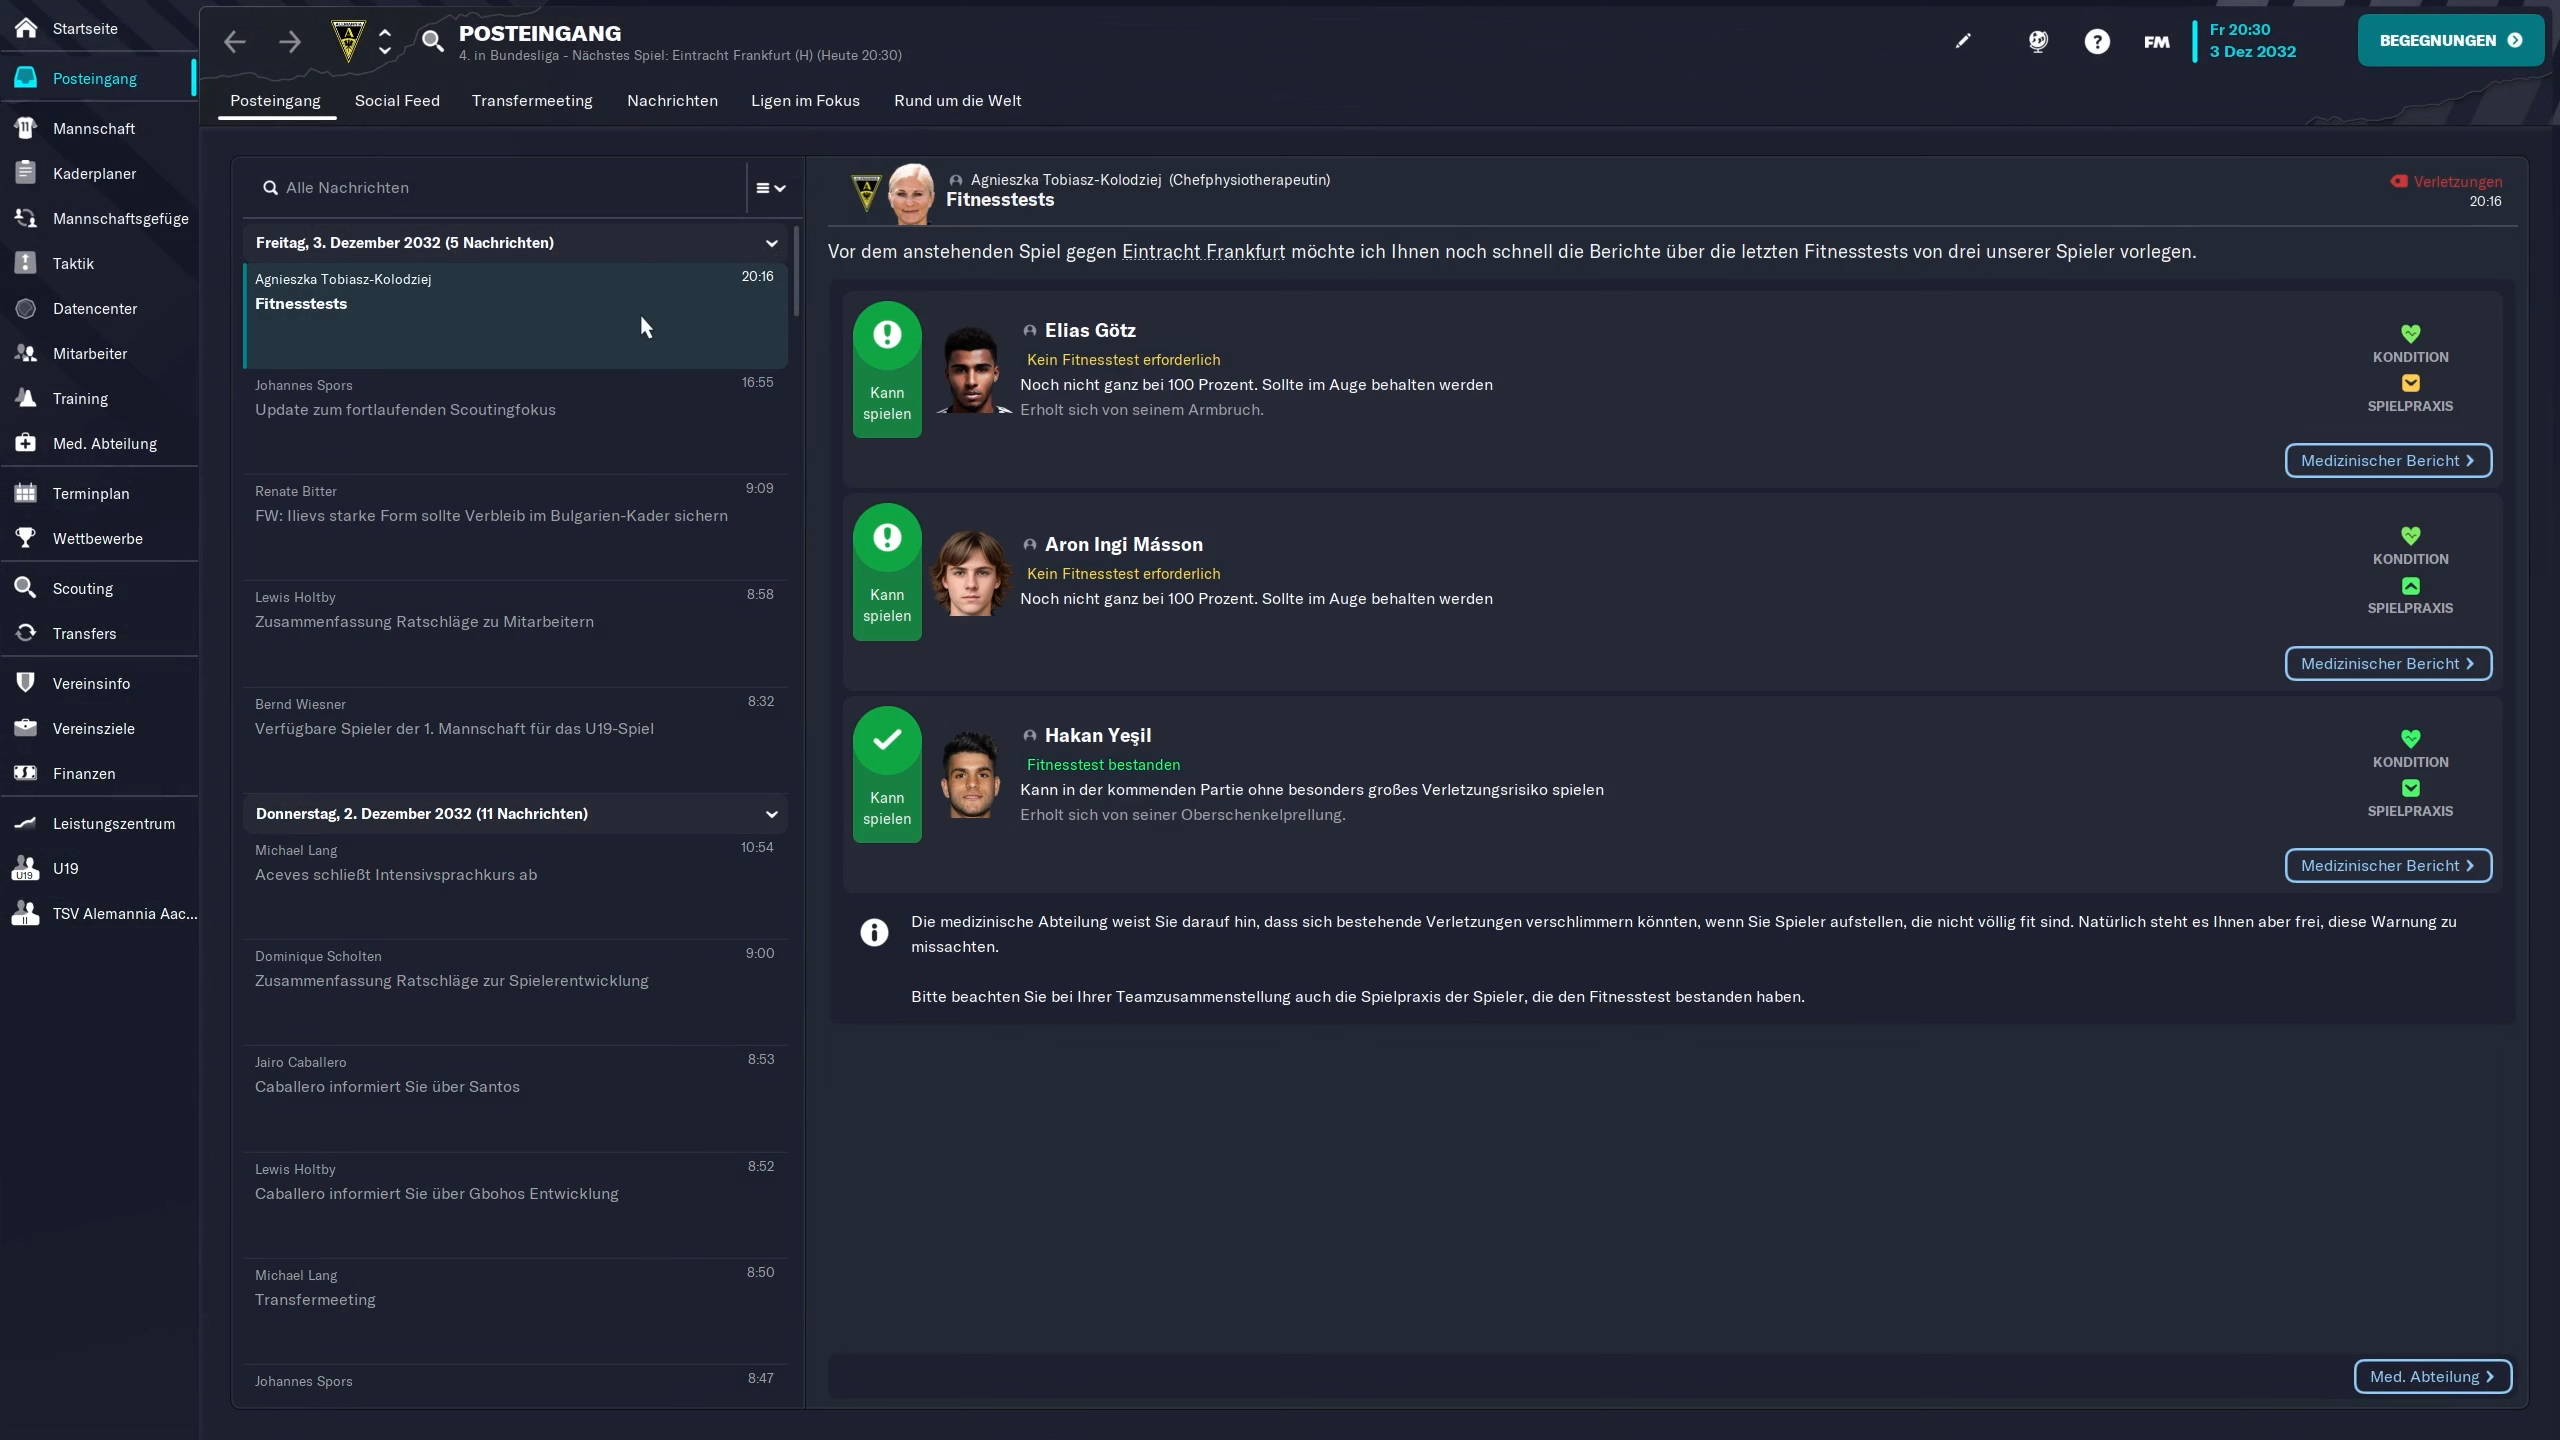 Startseite
Posteingang
Mannschaft
Kaderplaner
Mannschaftsgefüge
Taktik
Datencenter
Mitarbeiter
Training
Med. Abteilung
Terminplan
Wettbewerbe
Scouting
Transfers
Vereinsinfo
Vereinsziele
Finanzen
Leistungszentrum
U19
U19
II
TSV Alemannia Aac...
POSTEINGANG
4. in Bundesliga - Nächstes Spiel: Eintracht Frankfurt (H) (Heute 20:30)
FM
Fr 20:30
3 Dez 2032
BEGEGNUNGEN
Posteingang
Social Feed
Transfermeeting
Nachrichten
Ligen im Fokus
Rund um die Welt
Alle Nachrichten
Freitag, 3. Dezember 2032 (5 Nachrichten)
Agnieszka Tobiasz-Kolodziej 20:16
Fitnesstests
Johannes Spors 16:55
Update zum fortlaufenden Scoutingfokus
Renate Bitter 9:09
FW: Ilievs starke Form sollte Verbleib im Bulgarien-Kader sichern
Lewis Holtby 8:58
Zusammenfassung Ratschläge zu Mitarbeitern
Bernd Wiesner 8:32
Verfügbare Spieler der 1. Mannschaft für das U19-Spiel
Donnerstag, 2. Dezember 2032 (11 Nachrichten)
Michael Lang 10:54
Aceves schließt Intensivsprachkurs ab
Dominique Scholten 9:00
Zusammenfassung Ratschläge zur Spielerentwicklung
Jairo Caballero 8:53
Caballero informiert Sie über Santos
Lewis Holtby 8:52
Caballero informiert Sie über Gbohos Entwicklung
Michael Lang 8:50
Transfermeeting
Johannes Spors 8:47
Agnieszka Tobiasz-Kolodziej (Chefphysiotherapeutin)
Fitnesstests
Verletzungen
20:16
Vor dem anstehenden Spiel gegen Eintracht Frankfurt möchte ich Ihnen noch schnell die Berichte über die letzten Fitnesstests von drei unserer Spieler vorlegen.
Kann
spielen
Elias Götz
Kein Fitnesstest erforderlich
Noch nicht ganz bei 100 Prozent. Sollte im Auge behalten werden
Erholt sich von seinem Armbruch.
KONDITION
SPIELPRAXIS
Medizinischer Bericht
Kann
spielen
Aron Ingi Másson
Kein Fitnesstest erforderlich
Noch nicht ganz bei 100 Prozent. Sollte im Auge behalten werden
KONDITION
SPIELPRAXIS
Medizinischer Bericht
Kann
spielen
Hakan Yeşil
Fitnesstest bestanden
Kann in der kommenden Partie ohne besonders großes Verletzungsrisiko spielen
Erholt sich von seiner Oberschenkelprellung.
KONDITION
SPIELPRAXIS
Medizinischer Bericht
Die medizinische Abteilung weist Sie darauf hin, dass sich bestehende Verletzungen verschlimmern könnten, wenn Sie Spieler aufstellen, die nicht völlig fit sind. Natürlich steht es Ihnen aber frei, diese Warnung zu
missachten.
Bitte beachten Sie bei Ihrer Teamzusammenstellung auch die Spielpraxis der Spieler, die den Fitnesstest bestanden haben.
Med. Abteilung